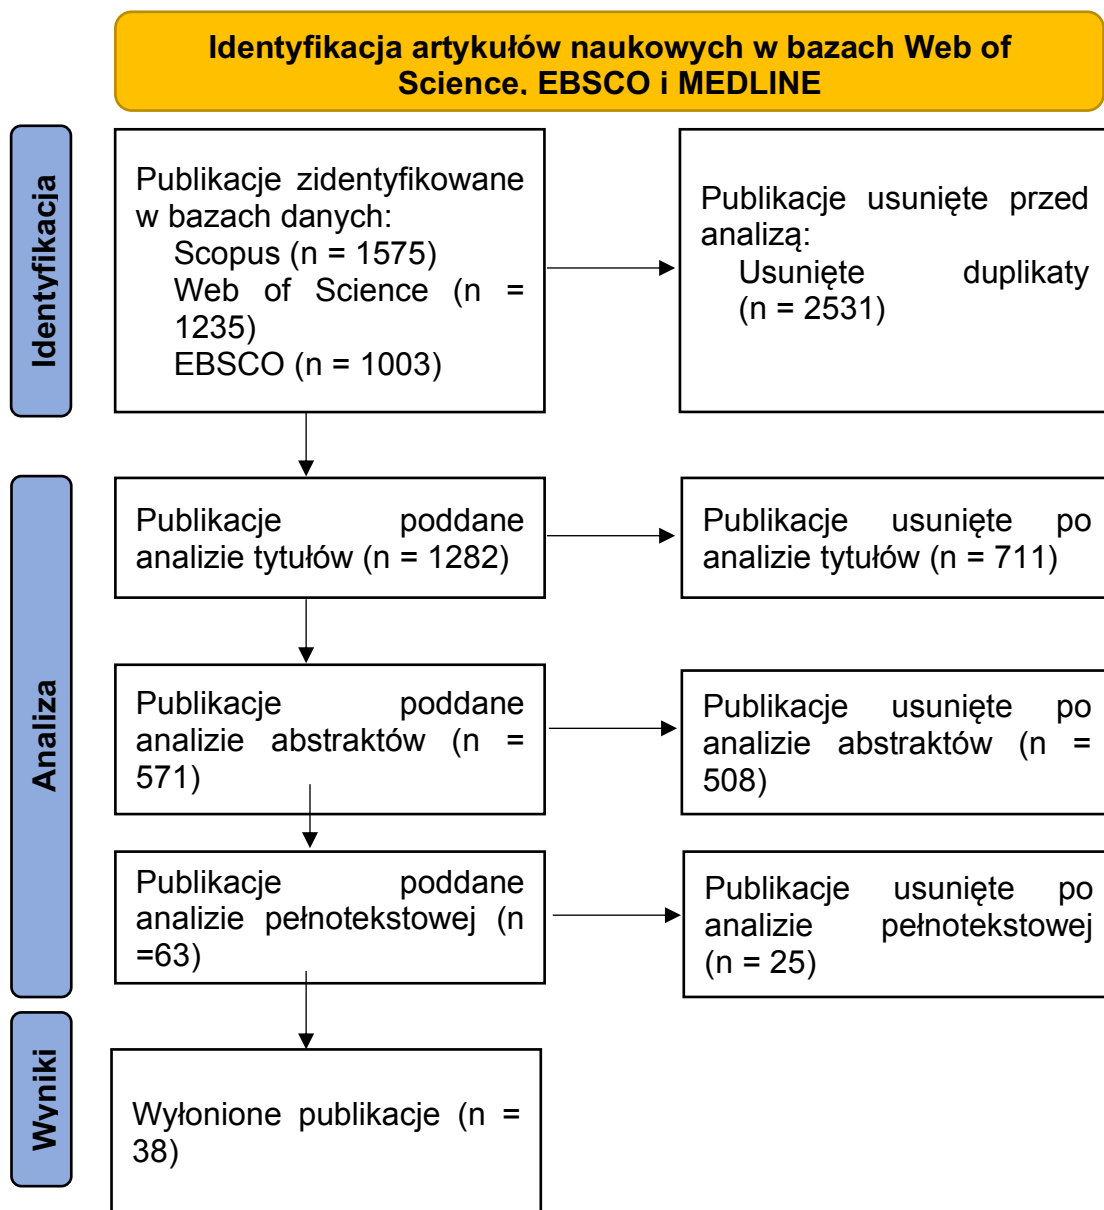 Identyfikacja artykułów naukowych w bazach Web of
Science, EBSCO i MEDLINE
Identyfikacja
Publikacje zidentyfikowane
w bazach danych:
Scopus (n = 1575)
Web of Science (n =
1235)
EBSCO (n = 1003)
Publikacje usunięte przed
analizą:
Usunięte duplikaty
(n = 2531)
Analiza
Publikacje poddane
analizie tytułów (n = 1282)
Publikacje usunięte po
analizie tytułów (n = 711)
Publikacje poddane
analizie abstraktów (n =
571)
Publikacje usunięte po
analizie abstraktów (n =
508)
Publikacje poddane
analizie pełnotekstowej (n
=63)
Publikacje usunięte po
analizie pełnotekstowej
(n = 25)
Wyniki
Wyłonione publikacje (n =
38)